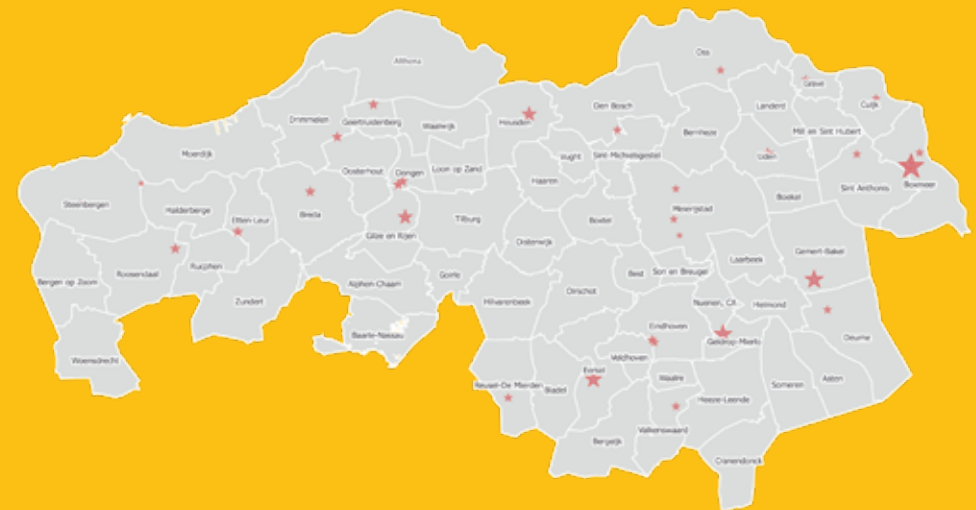 Altena
Oss
Grave
Cuijk
Landerd
Den Bosch
Heusden
Drimmelen
Geertruidenberg
Waalwijk
Bernheze
Mill en Sint Hubert
Moerdijk
Vught
Sint-Michielsgestel
Uden
Oosterhout
Dongen
Loon op Zand
Haaren
Sint Anthonis
Boxmeer
Boekel
Steenbergen
Halderberge
Etten-Leur
Breda
Gilze en Rijen
Tilburg
Boxtel
Meierijstad
Oisterwijk
Gemert-Bakel
Laarbeek
Bergen op Zoom
Roosendaal
Rucphen
Alphen-Chaam
Goirle
Best
Son en Breugel
Zundert
Hilvarenbeek
Oirschot
Nuenen, CA
Helmond
Baarle-Nassau
Eindhoven
Geldrop-Mierlo
Deurne
Woensdrecht
Veldhoven
Eersel
Waalre
Reusel-De Mierden
Bladel
Someren
Asten
Heeze-Leende
Valkenswaard
Bergeijk
Cranendonck